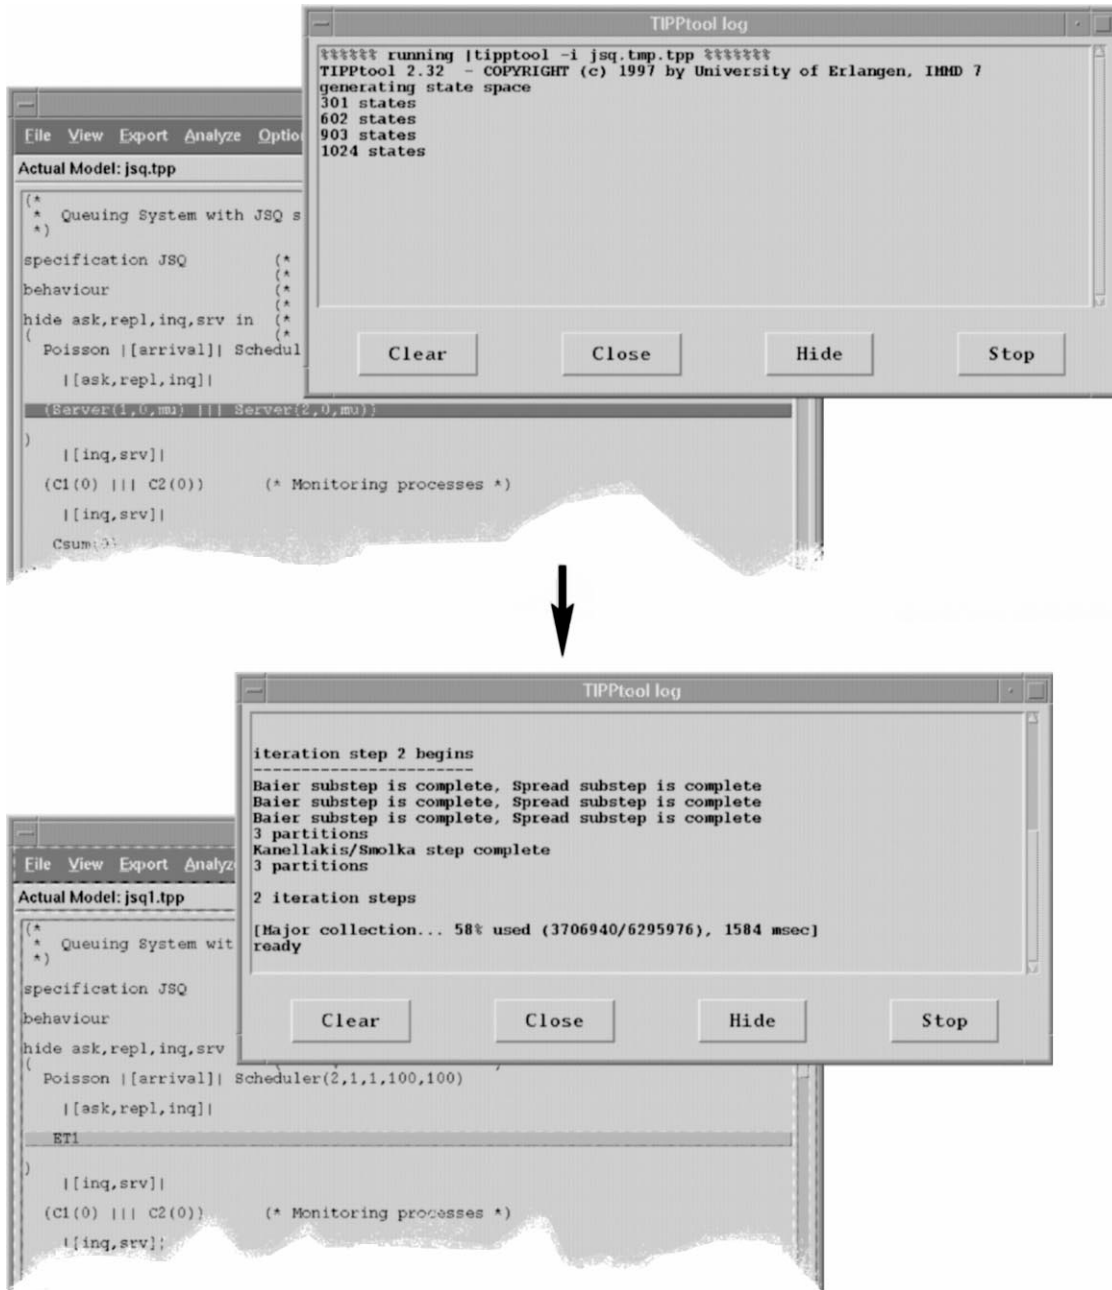 TIPPtool log
%%%%%% running |tipptool -i jsq.tmp.tpp %%%%%%%
TIPPtool 2.32 - COPYRIGHT (c) 1997 by University of Erlangen, IMMD 7
generating state space
301 states
602 states
903 states
1024 states
Clear Close Hide Stop
File View Export Analyze Optio
Actual Model: jsq.tpp
(*
* Queuing System with JSQ s
*)
specification JSQ (*
(*
behaviour (*
(*
hide ask,repl,inq,srv in (*
( (*
Poisson |[arrival]| Schedul
|[ask,repl,inq]|
(Server(1,0,mu) ||| Server(2,0,mu))
)
|[inq,srv]|
(C1(0) ||| C2(0)) (* Monitoring processes *)
|[inq,srv]|
Csum(0)
TIPPtool log
iteration step 2 begins
-----------------------
Baier substep is complete, Spread substep is complete
Baier substep is complete, Spread substep is complete
Baier substep is complete, Spread substep is complete
3 partitions
Kanellakis/Smolka step complete
3 partitions
2 iteration steps
[Major collection... 58% used (3706940/6295976), 1584 msec]
ready
Clear Close Hide Stop
File View Export Analyz
Actual Model: jsq1.tpp
(*
* Queuing System wit
*)
specification JSQ
behaviour
hide ask,repl,inq,srv
(
Poisson |[arrival]| Scheduler(2,1,1,100,100)
|[ask,repl,inq]|
ET1
)
|[inq,srv]|
(C1(0) ||| C2(0)) (* Monitoring processes *)
|[inq,srv]|